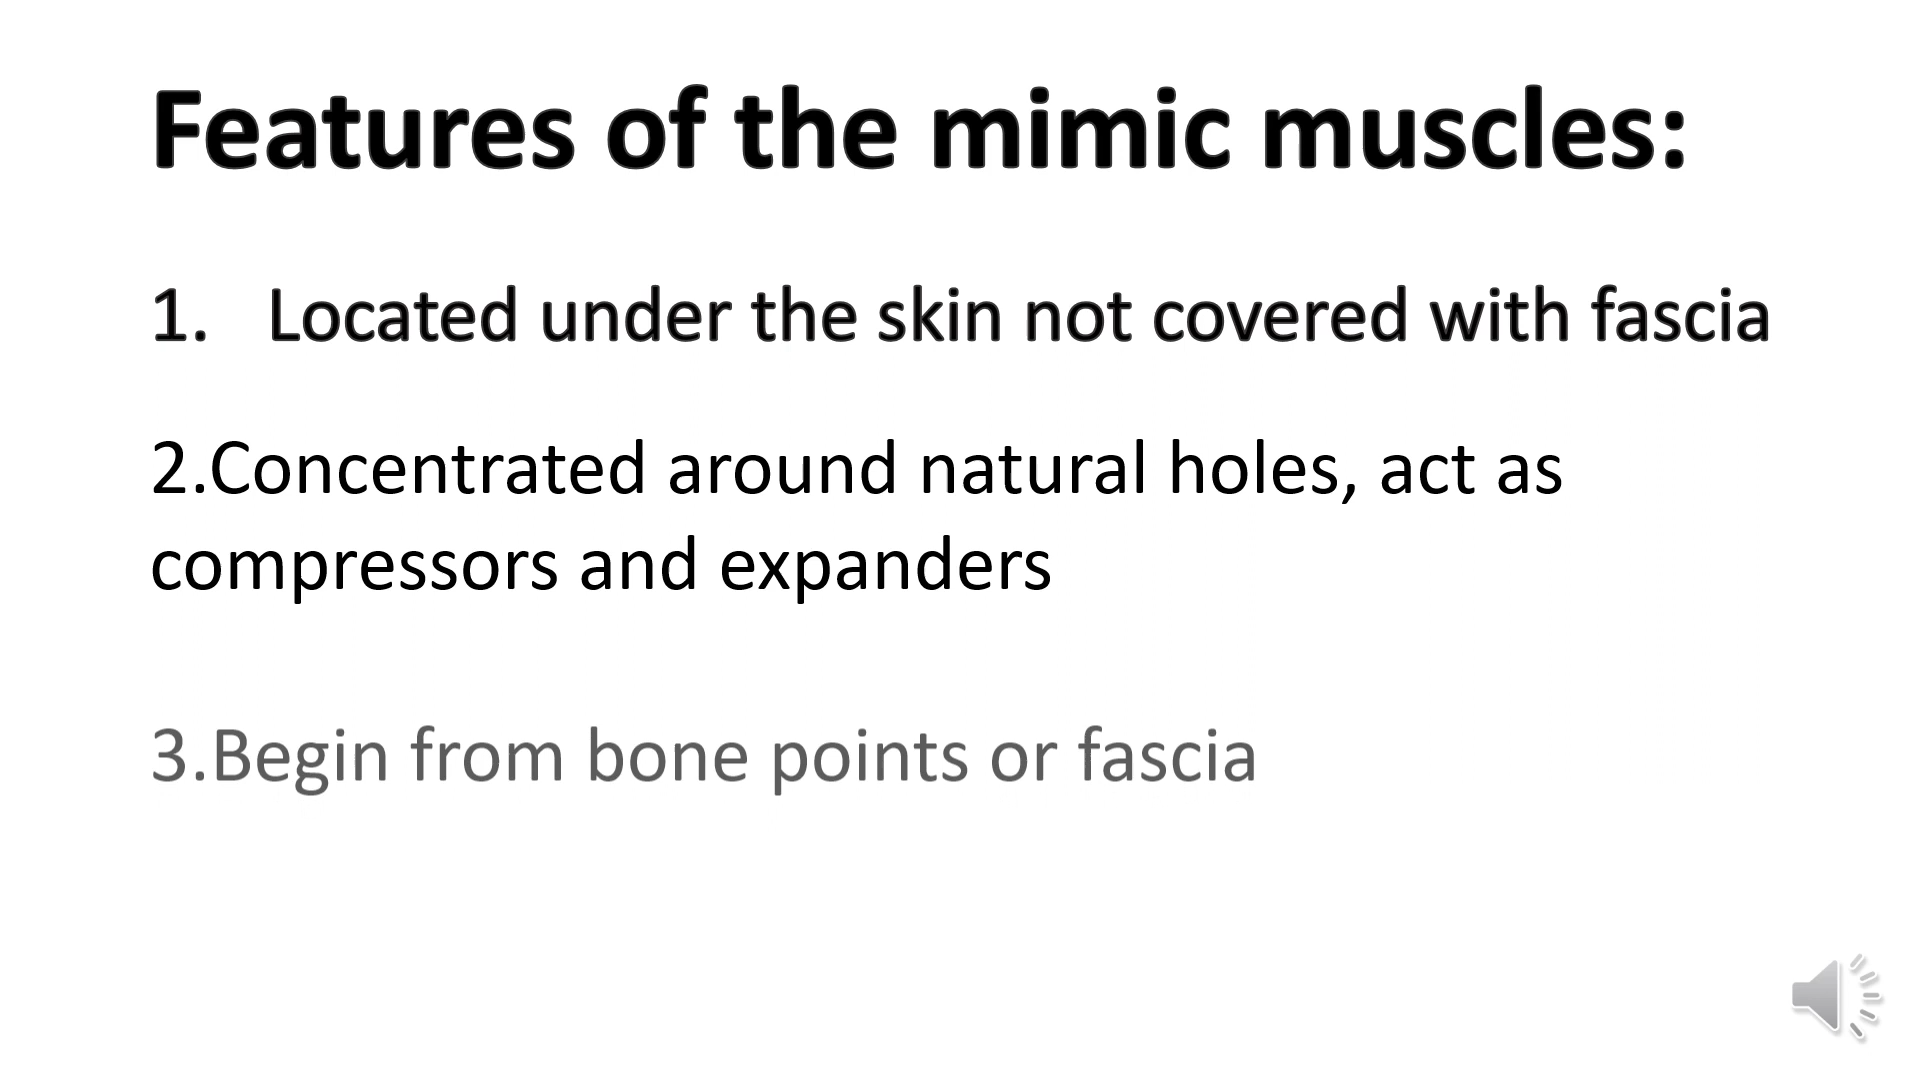 Features of the mimic muscles:
1. Located under the skin not covered with fascia
2.Concentrated around natural holes, act as
compressors and expanders
3.Begin from bone points or fascia